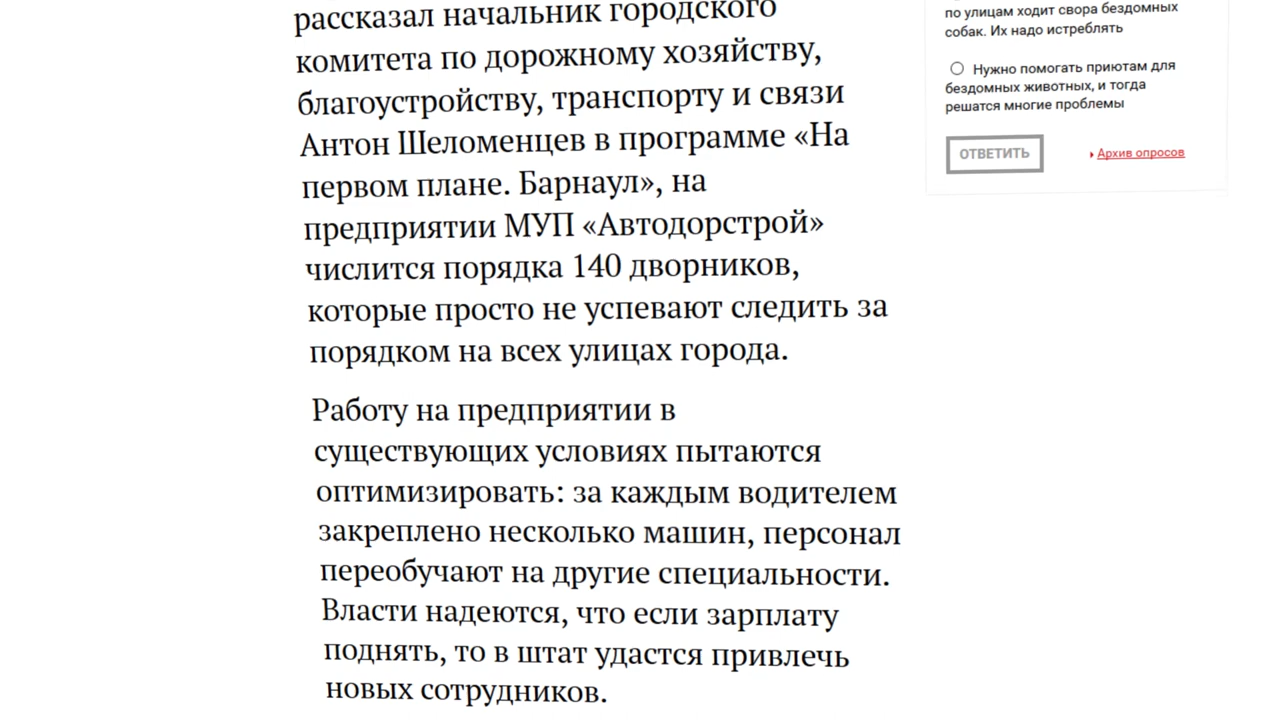 рассказал начальник городского
комитета по дорожному хозяйству,
благоустройству, транспорту и связи
Антон Шеломенцев в программе «На
первом плане. Барнаул», на
предприятии МУП «Автодорстрой»
числится порядка 140 дворников,
которые просто не успевают следить за
порядком на всех улицах города.
Работу на предприятии в
существующих условиях пытаются
оптимизировать: за каждым водителем
закреплено несколько машин, персонал
переобучают на другие специальности.
Власти надеются, что если зарплату
поднять, то в штат удастся привлечь
новых сотрудников.
по улицам ходит свора бездомных
собак. Их надо истреблять
Нужно помогать приютам для
бездомных животных, и тогда
решатся многие проблемы
ОТВЕТИТЬ
Архив опросов